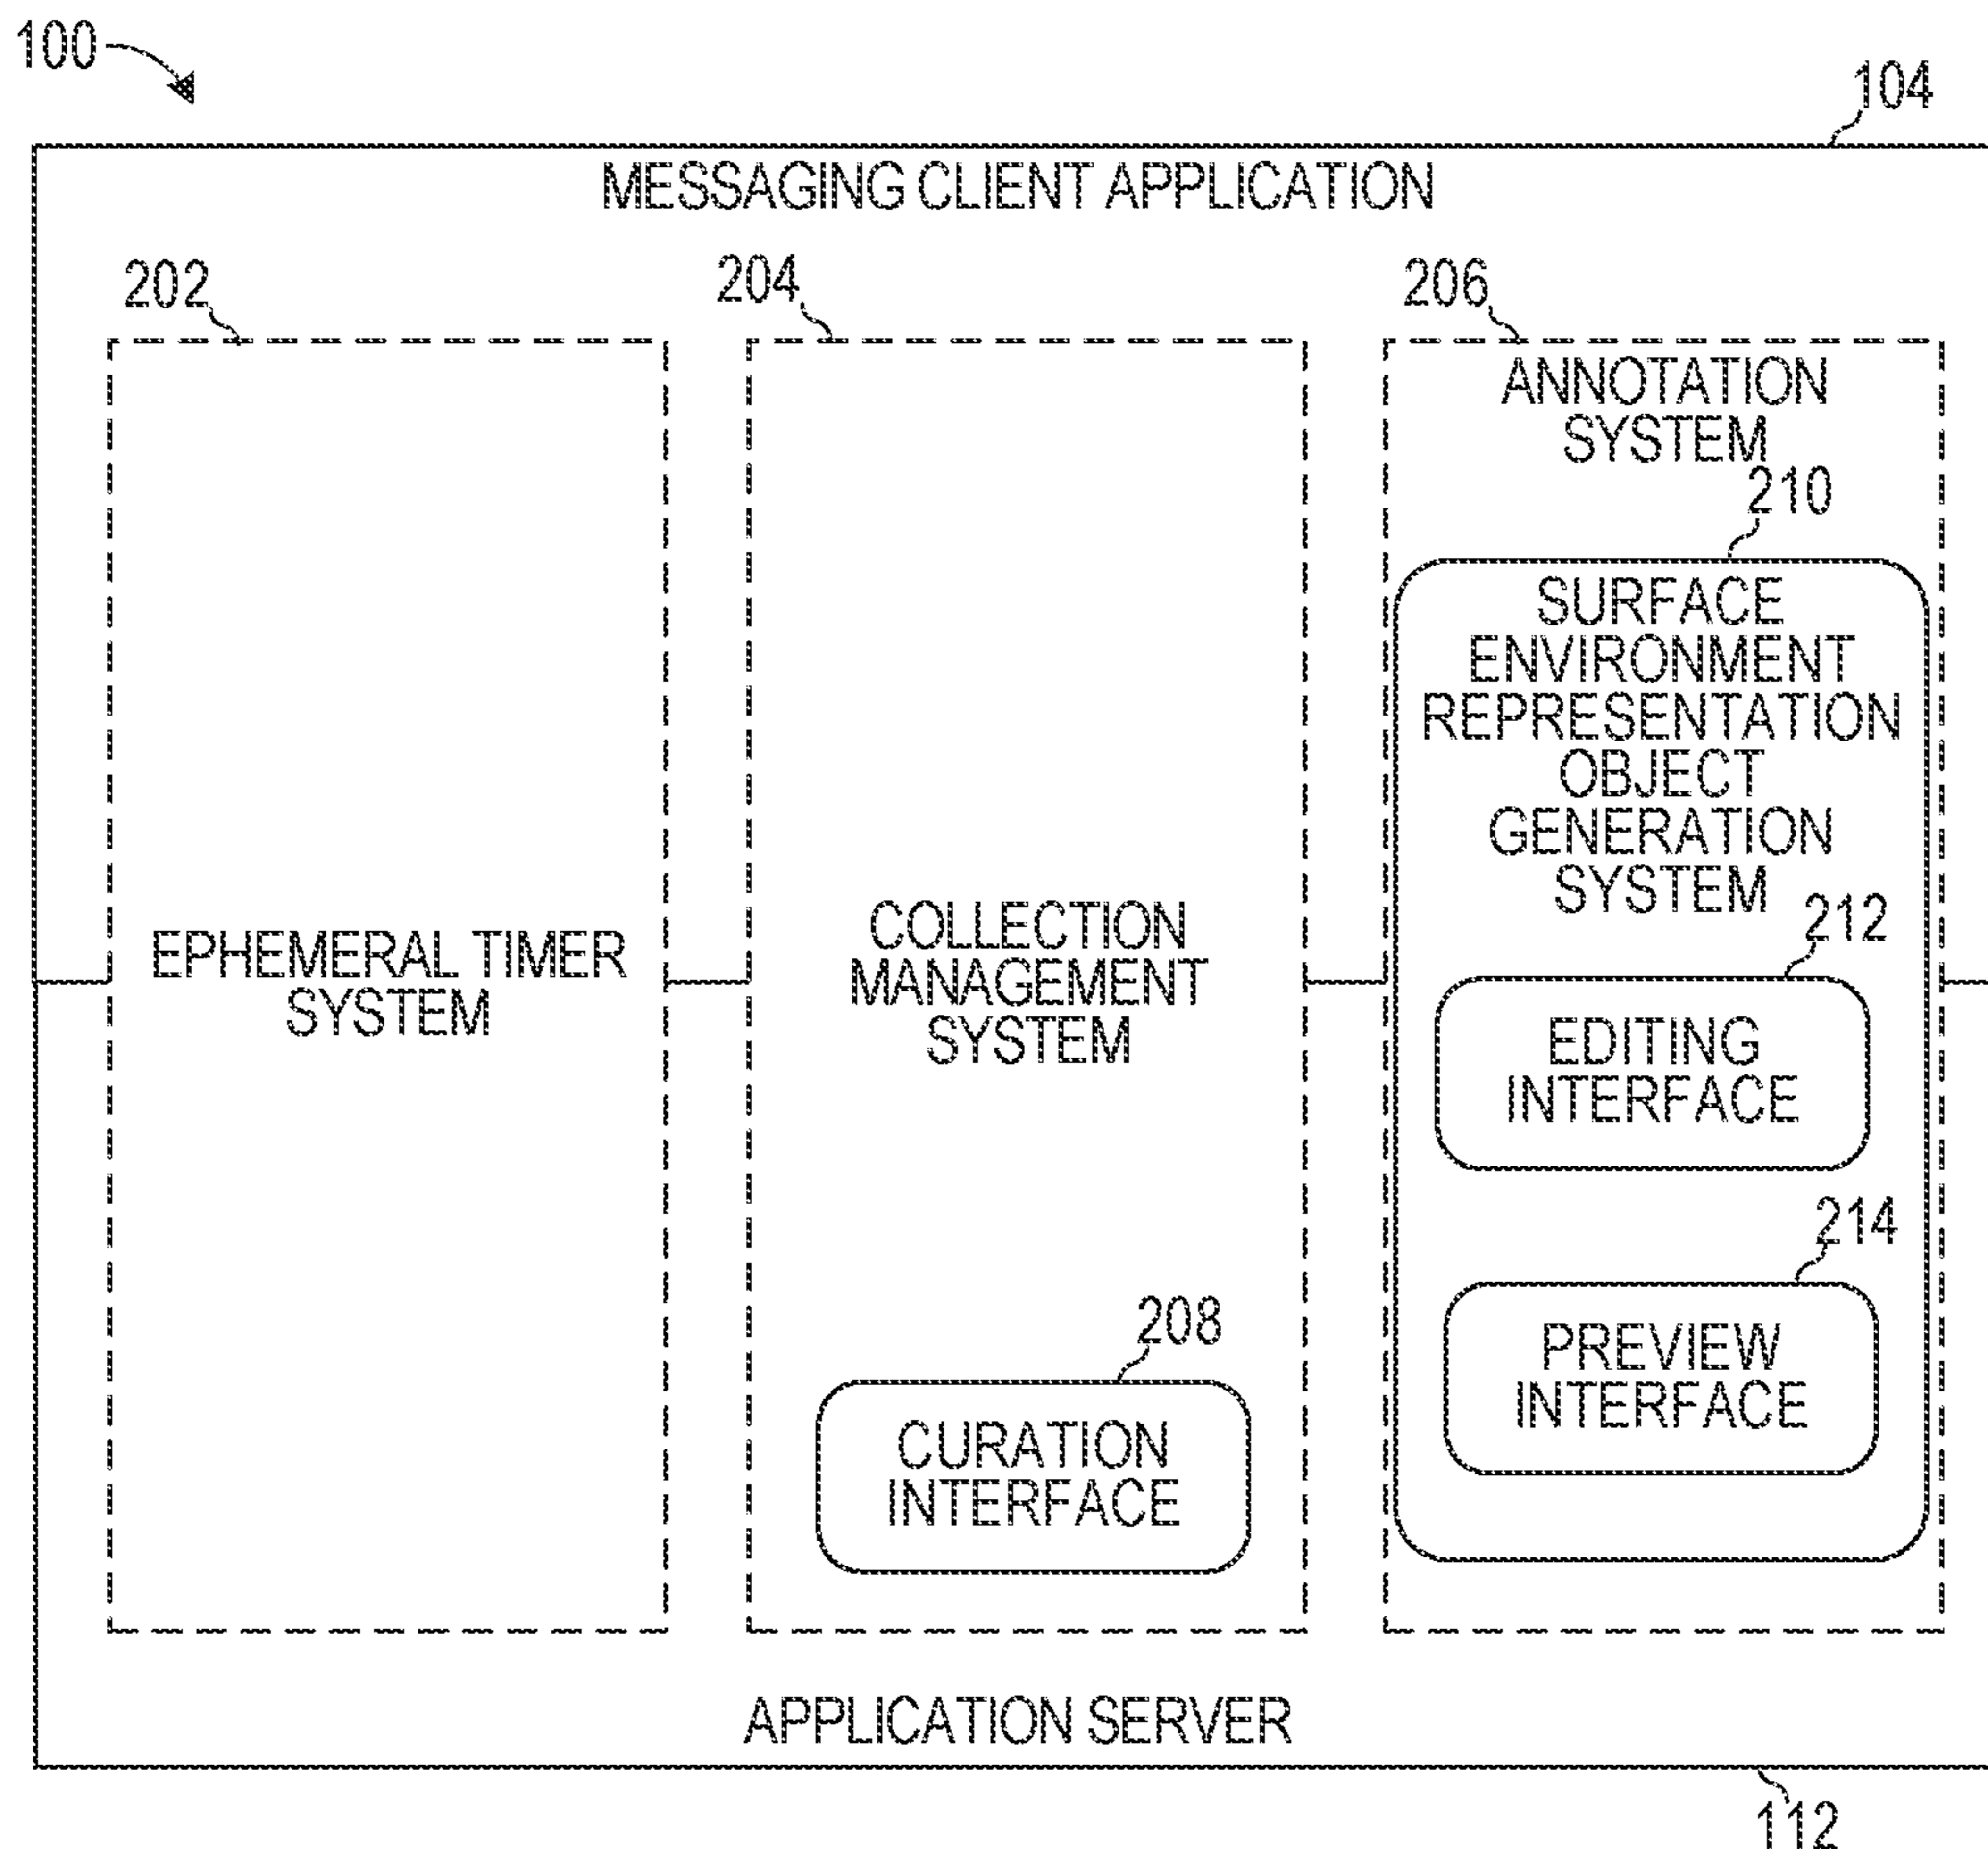 100
104
MESSAGING CLIENT APPLICATION
202
204
206
EPHEMERAL TIMER
SYSTEM
COLLECTION
MANAGEMENT
SYSTEM
208
CURATION
INTERFACE
ANNOTATION
SYSTEM
210
SURFACE
ENVIRONMENT
REPRESENTATION
OBJECT
GENERATION
SYSTEM
212
EDITING
INTERFACE
214
PREVIEW
INTERFACE
APPLICATION SERVER
112